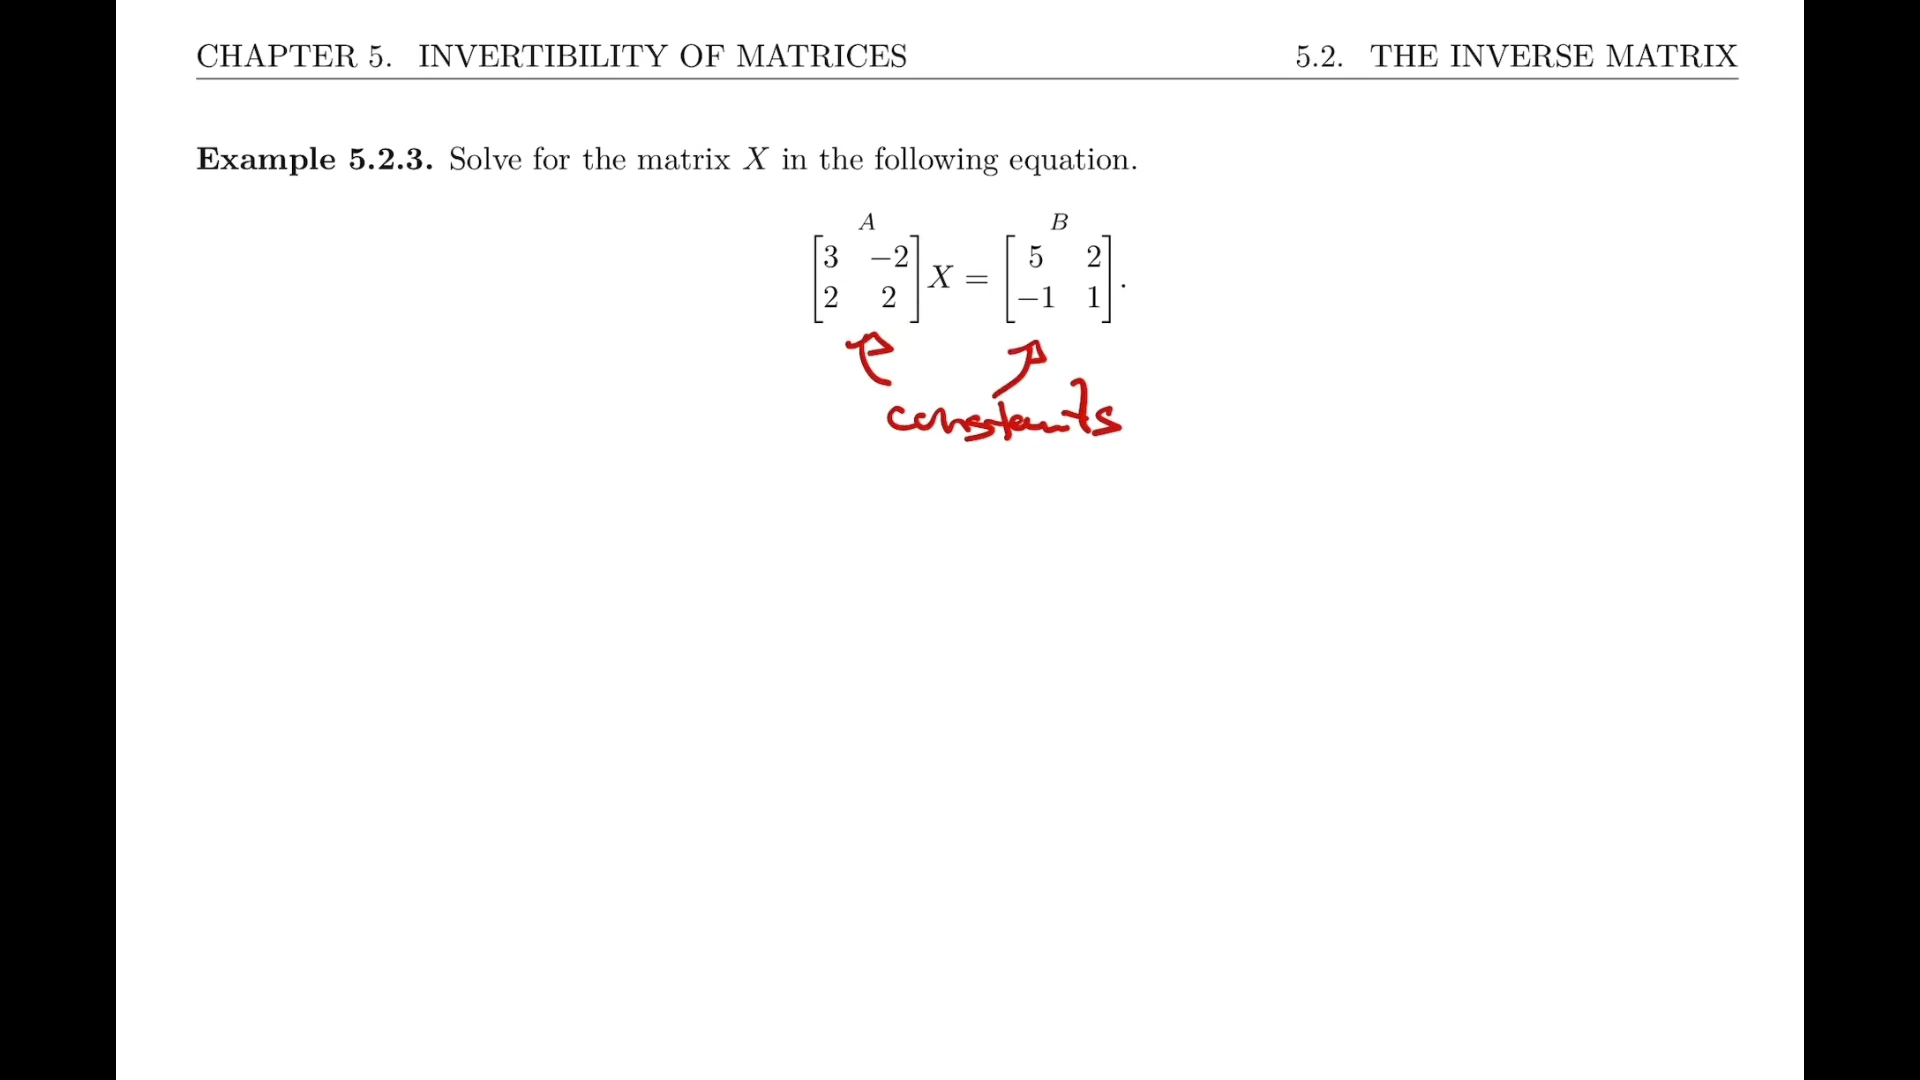 CHAPTER 5. INVERTIBILITY OF MATRICES 5.2. THE INVERSE MATRIX
Example 5.2.3. Solve for the matrix X in the following equation.
A B
[3 −2] X = [5 2]
[2 2] [−1 1].
constants